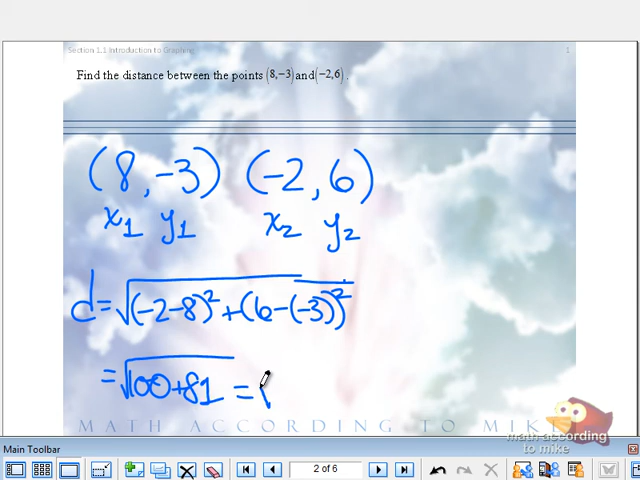 Section 1.1 Introduction to Graphing 1
Find the distance between the points (8,−3) and (−2,6).
(8,−3) (−2,6)
x₁ y₁ x₂ y₂
d=√(−2−8)²+(6−(−3))²
=√100+81 =
MATH ACCORDING TO MIKE
math according
to mike
Main Toolbar
2 of 6